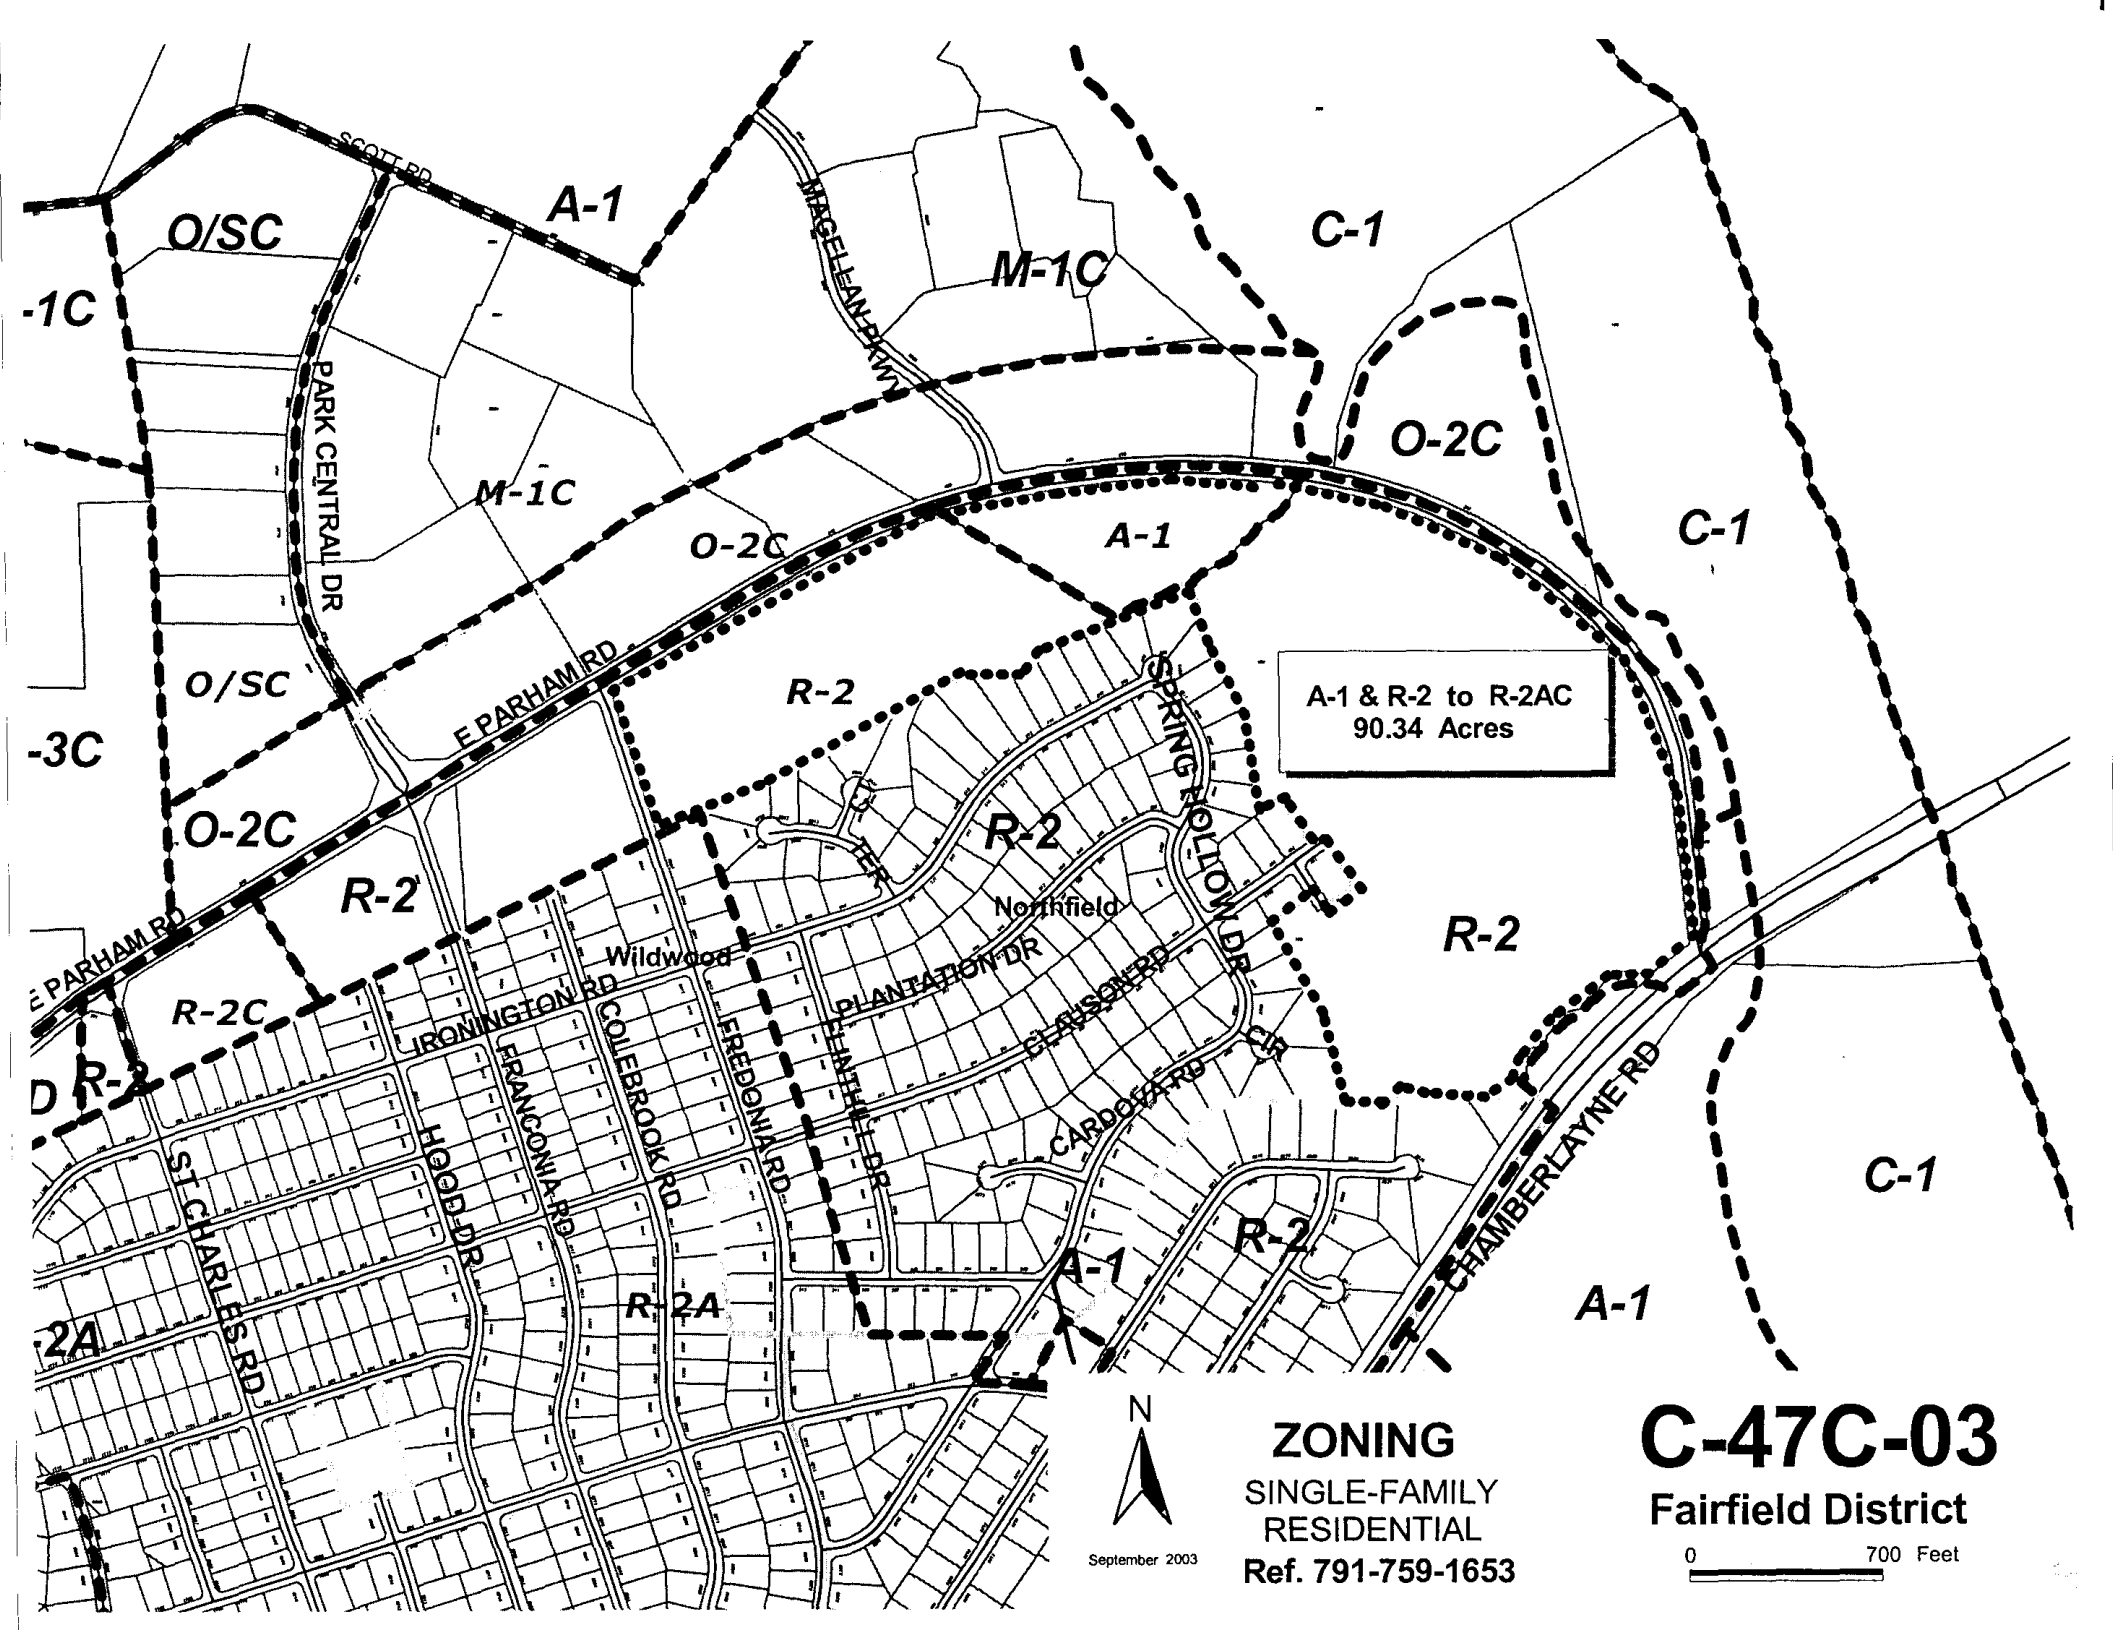 SCOTT RD
A-1
O/SC
C-1
MAGELLAN PKWY
M-1C
-1C
PARK CENTRAL DR
O-2C
M-1C
C-1
O-2C
A-1
E PARHAM RD
O/SC
R-2
SPRING HOLLOW DR
A-1 & R-2 to R-2AC
90.34 Acres
-3C
O-2C
R-2
TER
R-2
Northfield
E PARHAM RD
Wildwood
R-2
PLANTATION DR
CLAUSON RD
R-2C
IRONINGTON RD
COLEBROOK RD
FREDONIA RD
FLINTHILL DR
CIR
FRANCONIA RD
D
R-2
CARDOVA RD
CHAMBERLAYNE RD
HOOD DR
ST CHARLES RD
C-1
R-2
A-1
R-2A
A-1
-2A
N
September 2003
ZONING
SINGLE-FAMILY
RESIDENTIAL
Ref. 791-759-1653
C-47C-03
Fairfield District
0 700 Feet